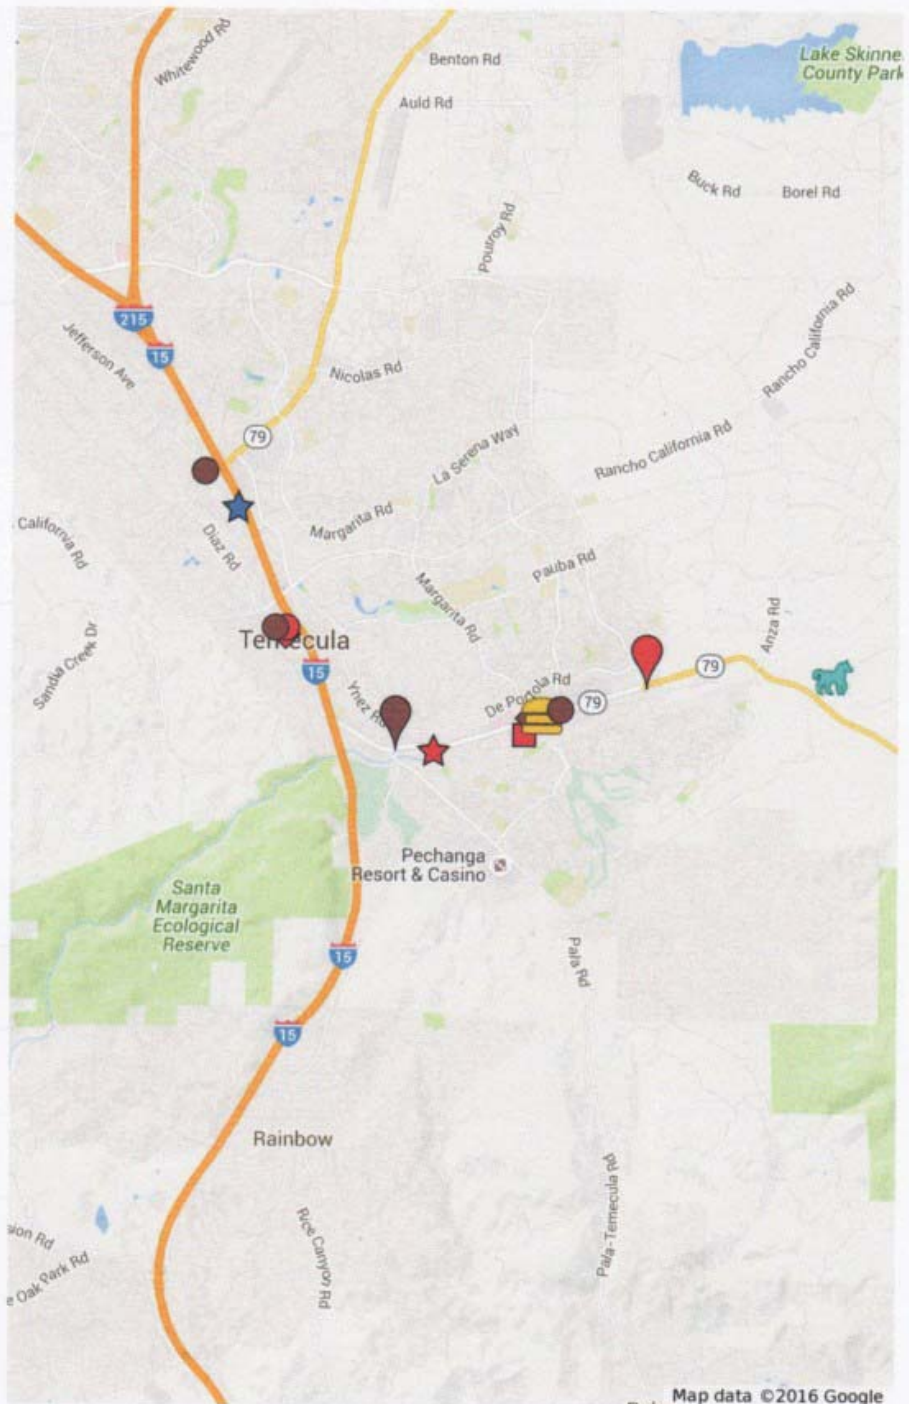 Whitewood Rd
Benton Rd
Lake Skinne
County Park
Auld Rd
Buck Rd
Borel Rd
Pourroy Rd
215
15
Jefferson Ave
Nicolas Rd
Rancho California Rd
79
La Serena Way
Rancho California Rd
Margarita Rd
California Rd
Diaz Rd
Pauba Rd
Margarita Rd
Anza Rd
Temecula
Sandia Creek Dr
15
79
Ynez Rd
De Portola Rd
79
Pechanga
Resort & Casino
Santa
Margarita
Ecological
Reserve
15
Pala Rd
15
Rainbow
Pala-Temecula Rd
Rice Canyon Rd
sion Rd
e Oak Park Rd
Map data ©2016 Google